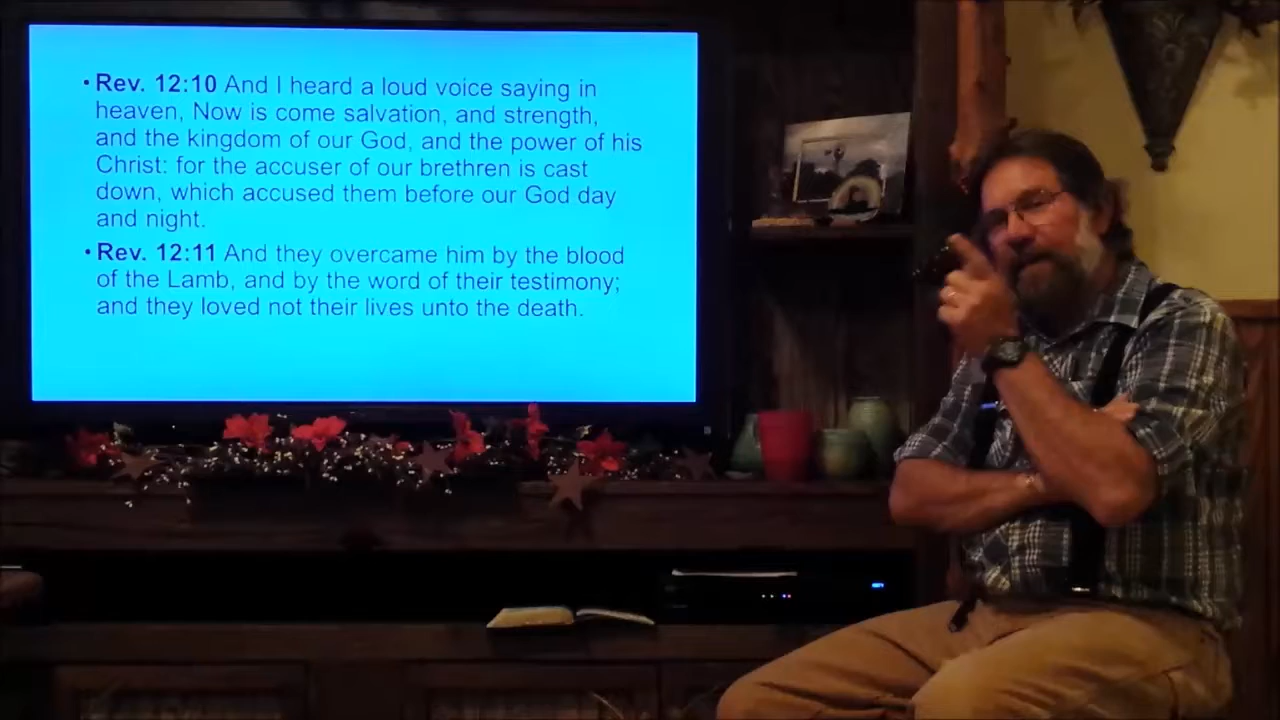 • Rev. 12:10 And I heard a loud voice saying in
heaven, Now is come salvation, and strength,
and the kingdom of our God, and the power of his
Christ: for the accuser of our brethren is cast
down, which accused them before our God day
and night.
• Rev. 12:11 And they overcame him by the blood
of the Lamb, and by the word of their testimony;
and they loved not their lives unto the death.